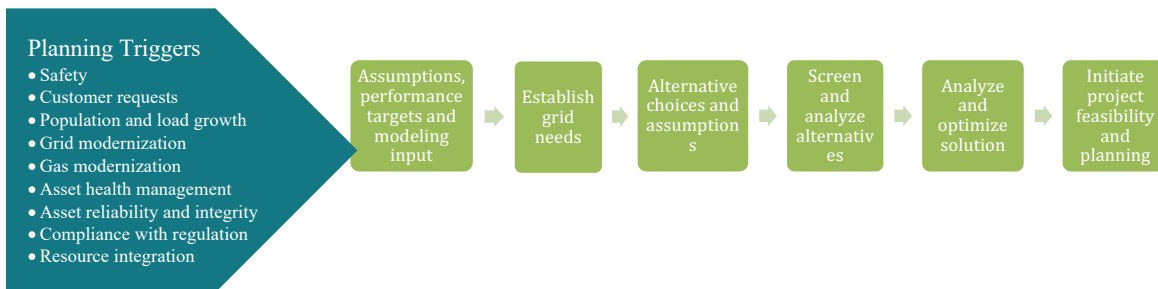 Planning Triggers
• Safety
• Customer requests
• Population and load growth
• Grid modernization
• Gas modernization
• Asset health management
• Asset reliability and integrity
• Compliance with regulation
• Resource integration
Assumptions,
performance
targets and
modeling
input
Establish
grid
needs
Alternative
choices and
assumption
s
Screen
and
analyze
alternativ
es
Analyze
and
optimize
solution
Initiate
project
feasibility
and
planning